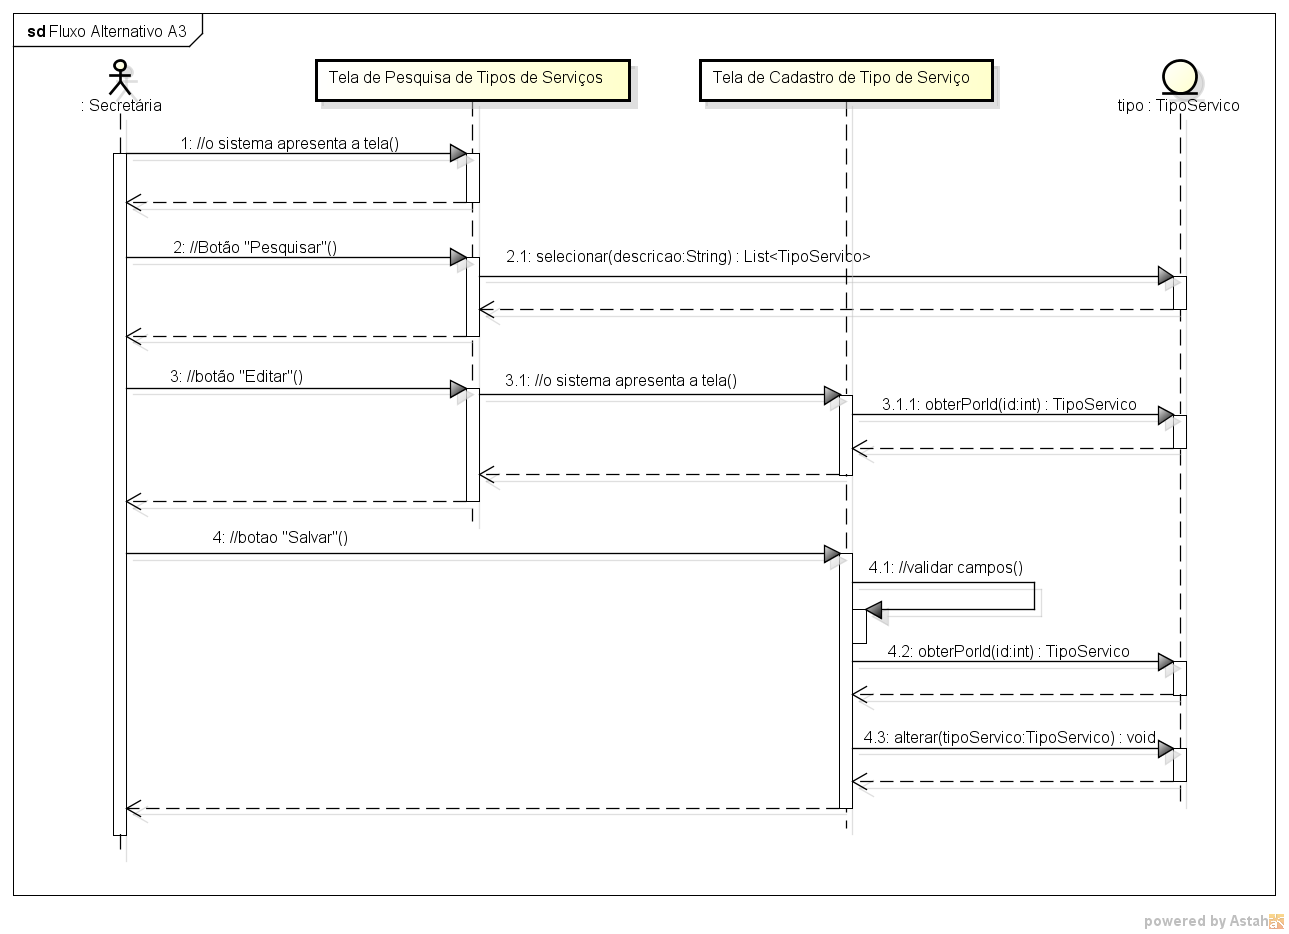 sd Fluxo Alternativo A3
Tela de Pesquisa de Tipos de Serviços
Tela de Cadastro de Tipo de Serviço
: Secretária
tipo : TipoServico
1: //o sistema apresenta a tela()
2: //Botão "Pesquisar"()
2.1: selecionar(descricao:String) : List<TipoServico>
3: //botão "Editar"()
3.1: //o sistema apresenta a tela()
3.1.1: obterPorId(id:int) : TipoServico
4: //botao "Salvar"()
4.1: //validar campos()
4.2: obterPorId(id:int) : TipoServico
4.3: alterar(tipoServico:TipoServico) : void
powered by Astah